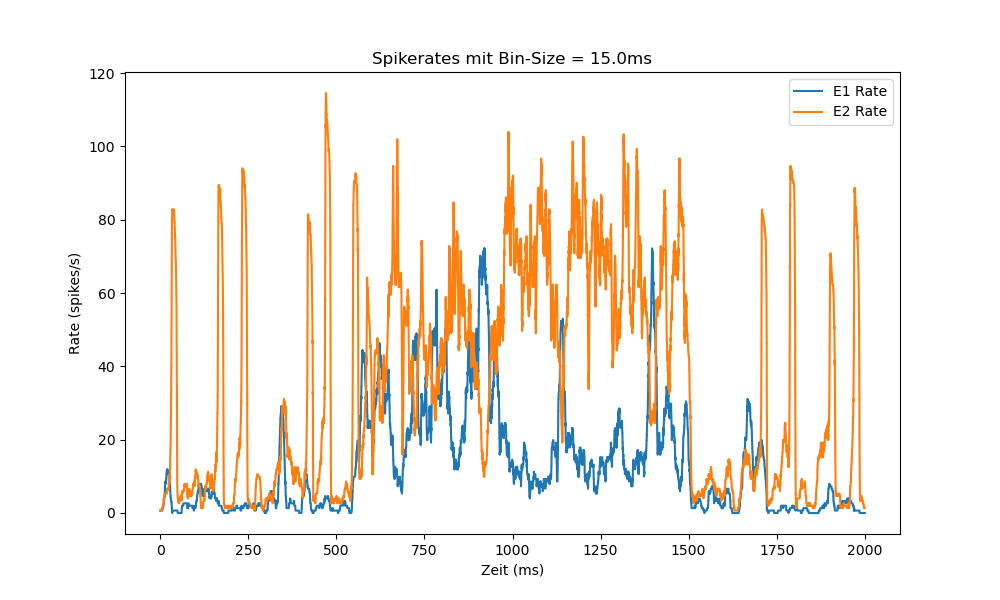 Spikerates mit Bin-Size = 15.0ms
E1 Rate
E2 Rate
120
100
80
60
40
20
0
Rate (spikes/s)
0 250 500 750 1000 1250 1500 1750 2000
Zeit (ms)